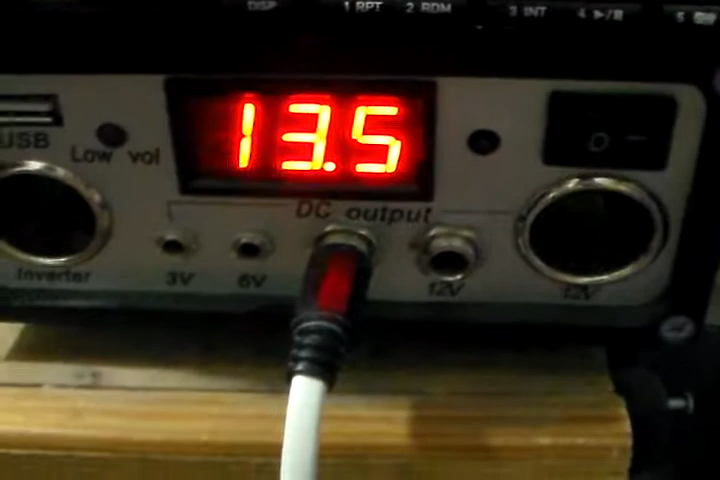 DISP 1 RPT 2 RDM 3 INT 4 ▶/II 5
13.5
USB
Low vol
DC output
Inverter
3V 6V 12V 12V